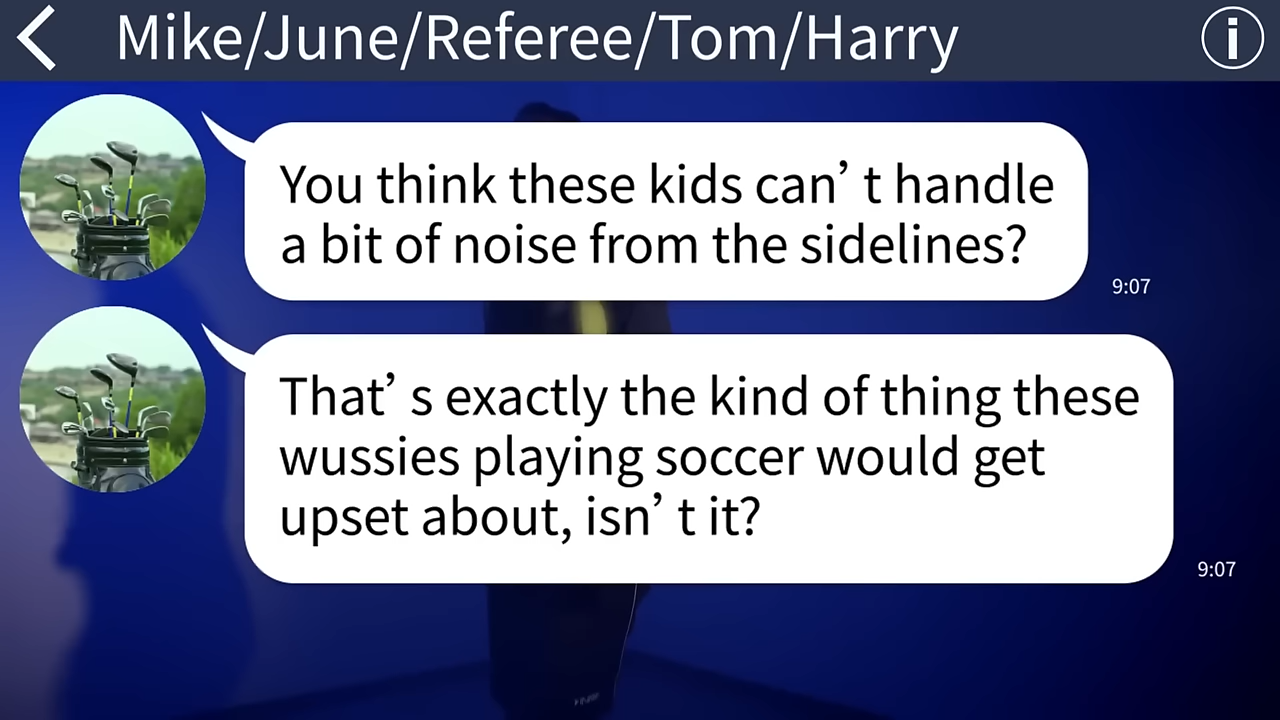 Mike/June/Referee/Tom/Harry
You think these kids can’ t handle
a bit of noise from the sidelines?
9:07
That’ s exactly the kind of thing these
wussies playing soccer would get
upset about, isn’ t it?
9:07